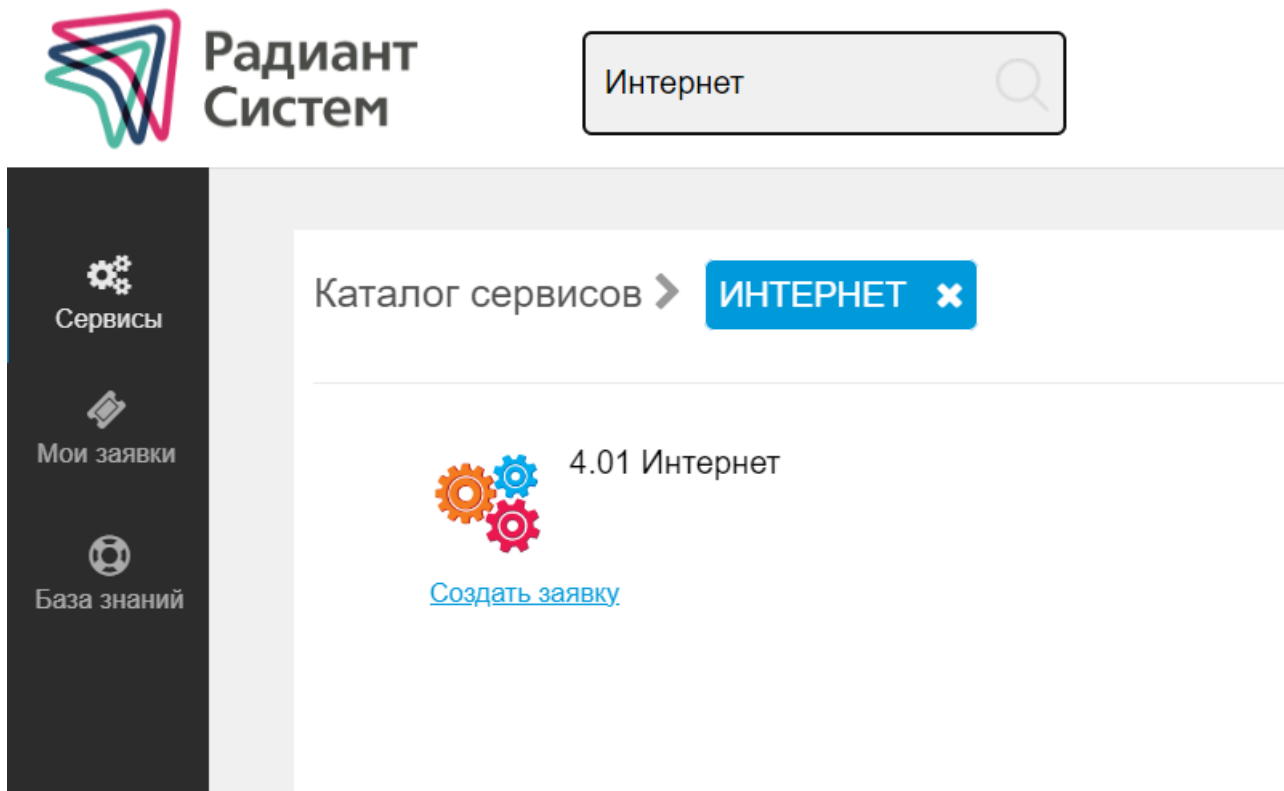 Радиант
Систем
Интернет
Каталог сервисов
ИНТЕРНЕТ
Сервисы
4.01 Интернет
Мои заявки
Создать заявку
База знаний